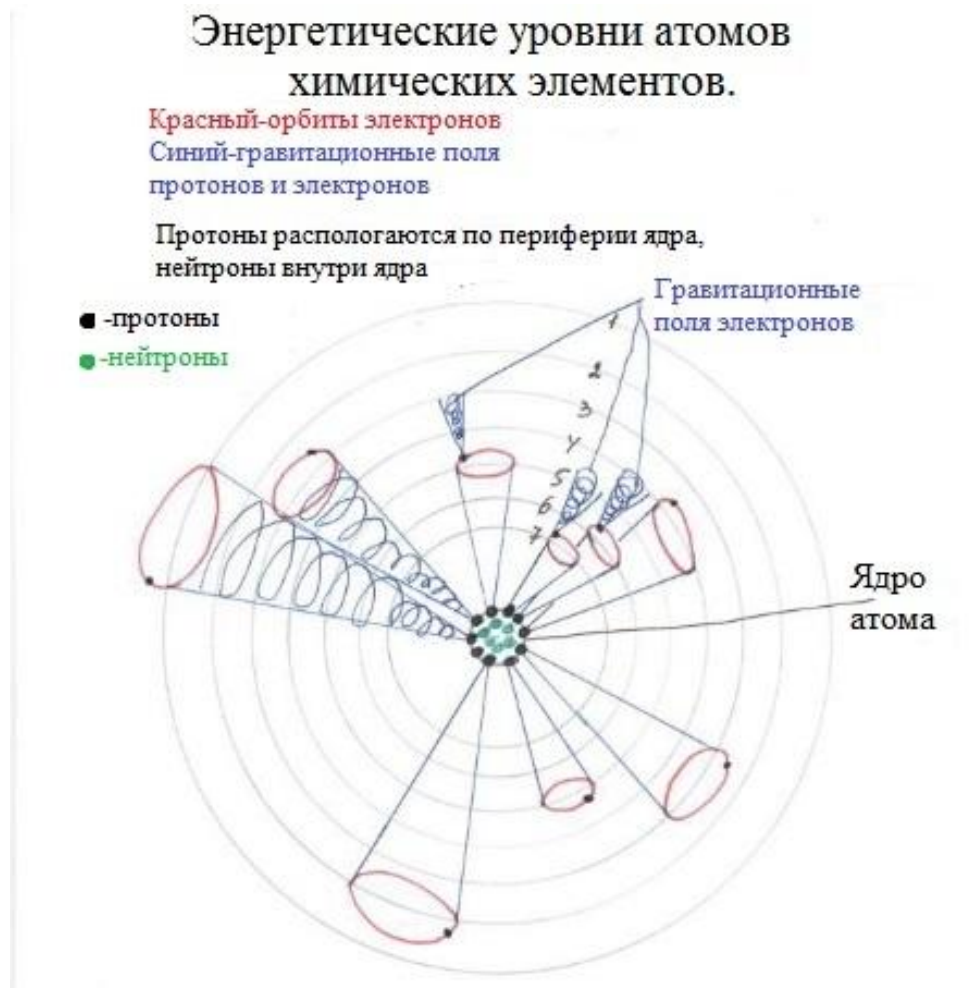 Энергетические уровни атомов
химических элементов.
Красный-орбиты электронов
Синий-гравитационные поля
протонов и электронов
Протоны распологаются по периферии ядра,
нейтроны внутри ядра
-протоны
-нейтроны
Гравитационные
поля электронов
1
2
3
4
5
6
7
Ядро
атома